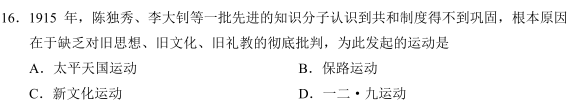 16．1915 年，陈独秀、李大钊等一批先进的知识分子认识到共和制度得不到巩固，根本原因
在于缺乏对旧思想、旧文化、旧礼教的彻底批判，为此发起的运动是
A．太平天国运动 B．保路运动
C．新文化运动 D．一二·九运动